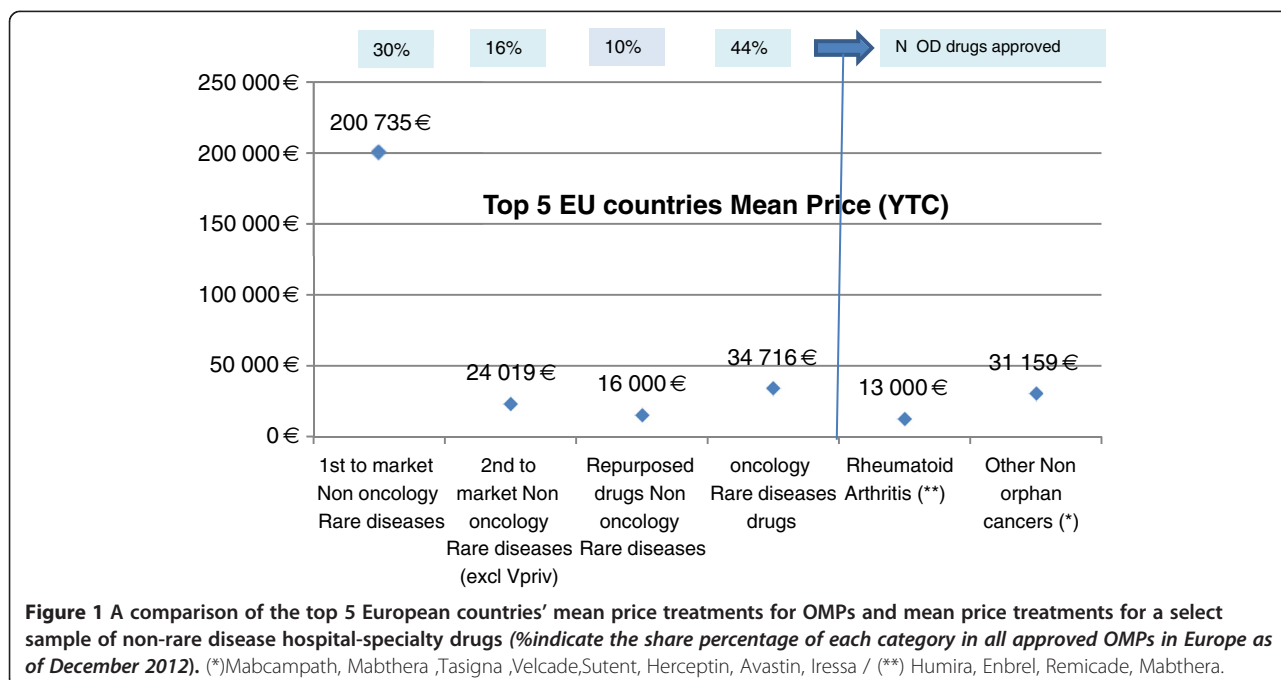 30% 16% 10% 44% N OD drugs approved
250 000 €
200 735 €
200 000 €
Top 5 EU countries Mean Price (YTC)
150 000 €
100 000 €
50 000 €
24 019 € 16 000 € 34 716 € 13 000 € 31 159 €
0 €
1st to market
Non oncology
Rare diseases
2nd to
market Non
oncology
Rare diseases
(excl Vpriv)
Repurposed
drugs Non
oncology
Rare diseases
oncology
Rare diseases
drugs
Rheumatoid
Arthritis (**)
Other Non
orphan
cancers (*)
Figure 1 A comparison of the top 5 European countries’ mean price treatments for OMPs and mean price treatments for a select
sample of non-rare disease hospital-specialty drugs (%indicate the share percentage of each category in all approved OMPs in Europe as
of December 2012). (*)Mabcampath, Mabthera ,Tasigna ,Velcade,Sutent, Herceptin, Avastin, Iressa / (**) Humira, Enbrel, Remicade, Mabthera.